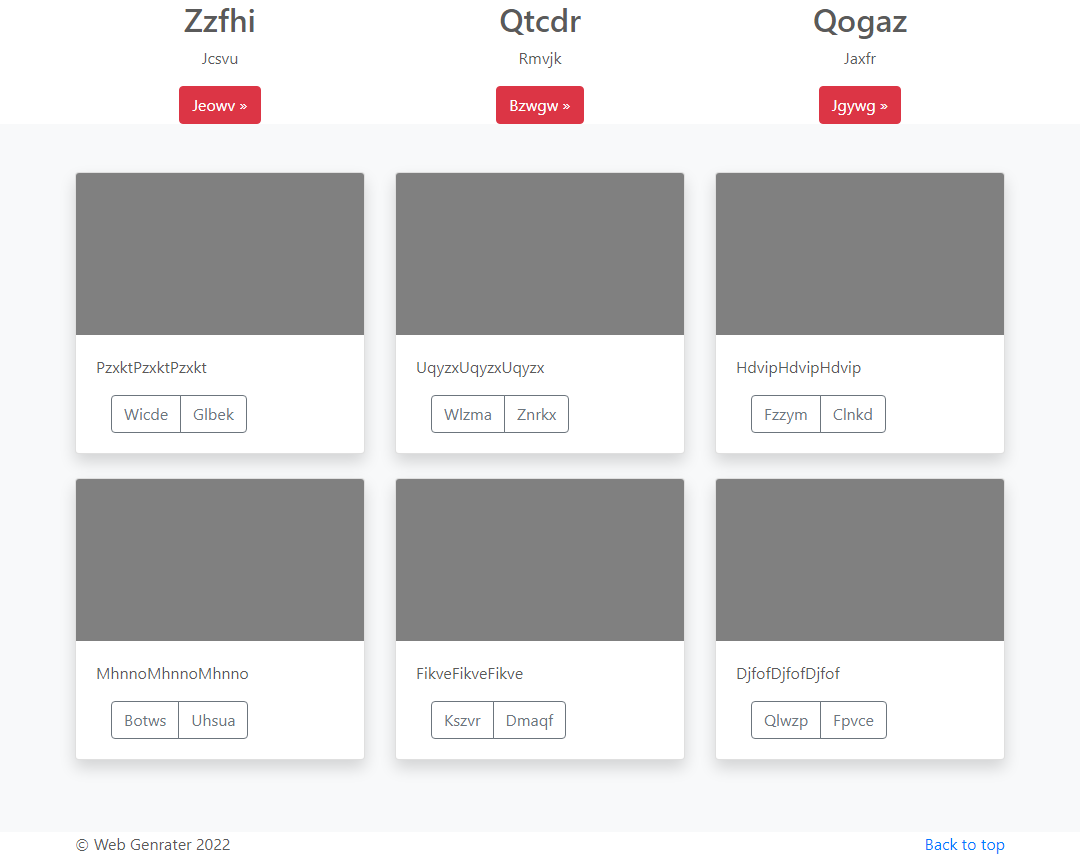 Zzfhi
Qtcdr
Qogaz
Jcsvu
Rmvjk
Jaxfr
Jeowv »
Bzwgw »
Jgywg »
PzxktPzxktPzxkt
UqyzxUqyzxUqyzx
HdvipHdvipHdvip
Wicde Glbek
Wlzma Znrkx
Fzzym Clnkd
MhnnoMhnnoMhnno
FikveFikveFikve
DjfofDjfofDjfof
Botws Uhsua
Kszvr Dmaqf
Qlwzp Fpvce
© Web Genrater 2022
Back to top